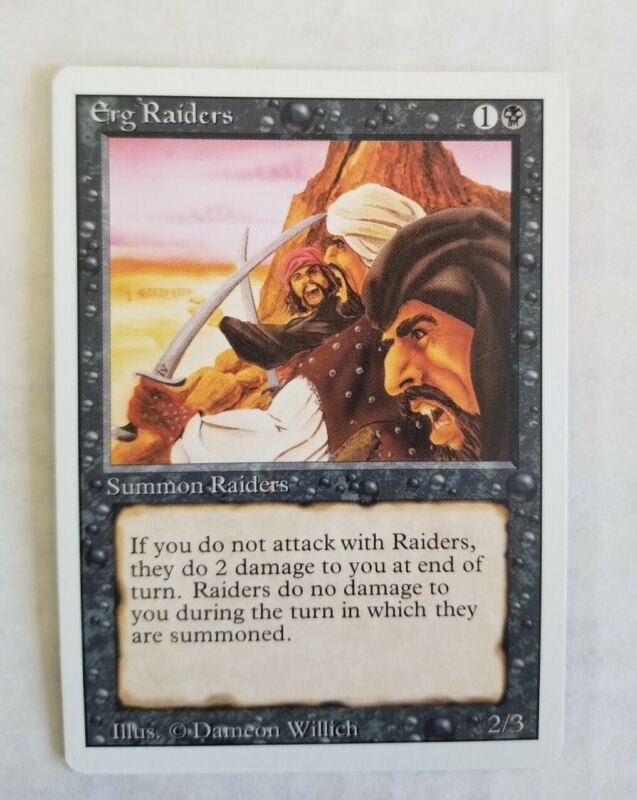 Erg Raiders 1
Summon Raiders
If you do not attack with Raiders,
they do 2 damage to you at end of
turn. Raiders do no damage to
you during the turn in which they
are summoned.
Illus. © Dameon Willich 2/3